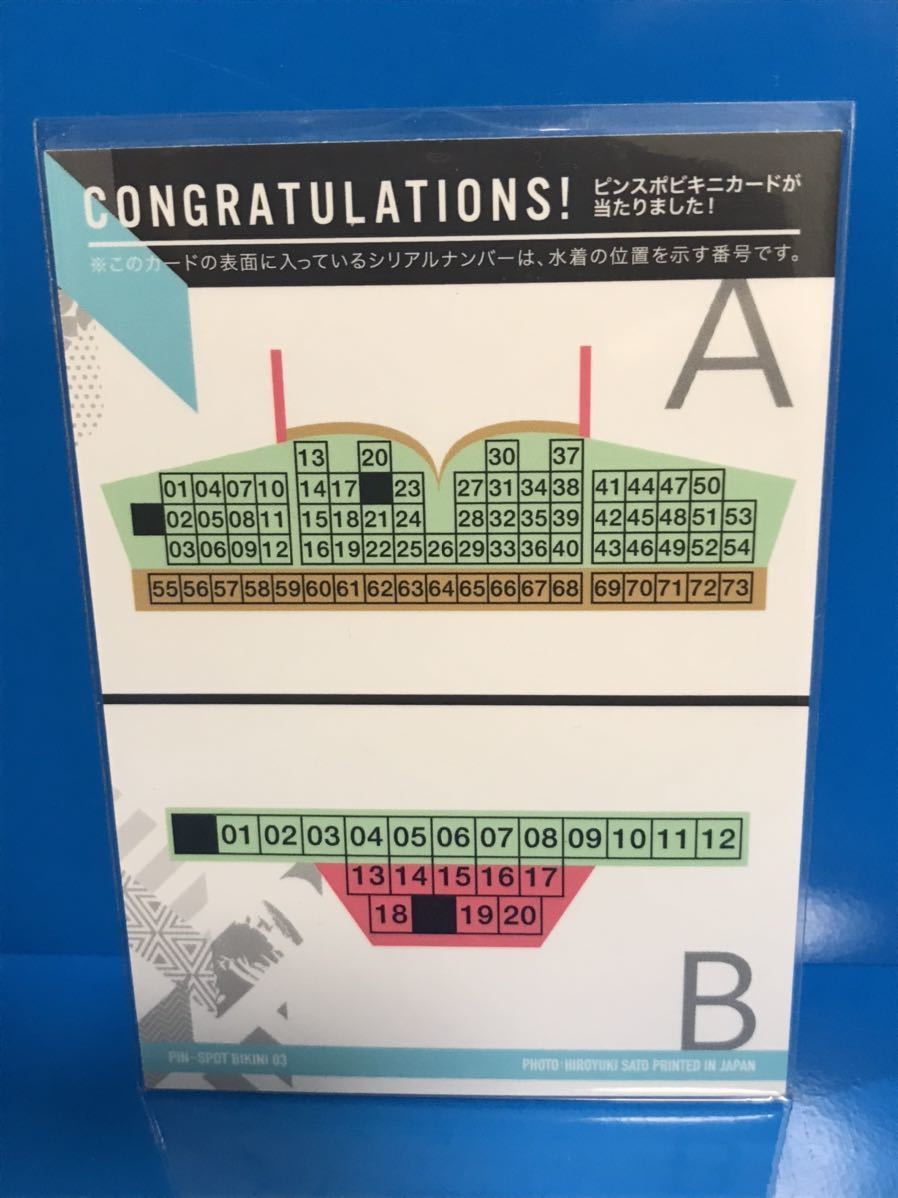 CONGRATULATIONS!
ピンスポビキニカードが
当たりました!
※このカードの表面に入っているシリアルナンバーは、水着の位置を示す番号です。
A
13 20 30 37
01 04 07 10 14 17 23 27 31 34 38 41 44 47 50
02 05 08 11 15 18 21 24 28 32 35 39 42 45 48 51 53
03 06 09 12 16 19 22 25 26 29 33 36 40 43 46 49 52 54
55 56 57 58 59 60 61 62 63 64 65 66 67 68 69 70 71 72 73
01 02 03 04 05 06 07 08 09 10 11 12
13 14 15 16 17
18 19 20
B
PIN-SPOT BIKINI 03
PHOTO:HIROYUKI SATO PRINTED IN JAPAN